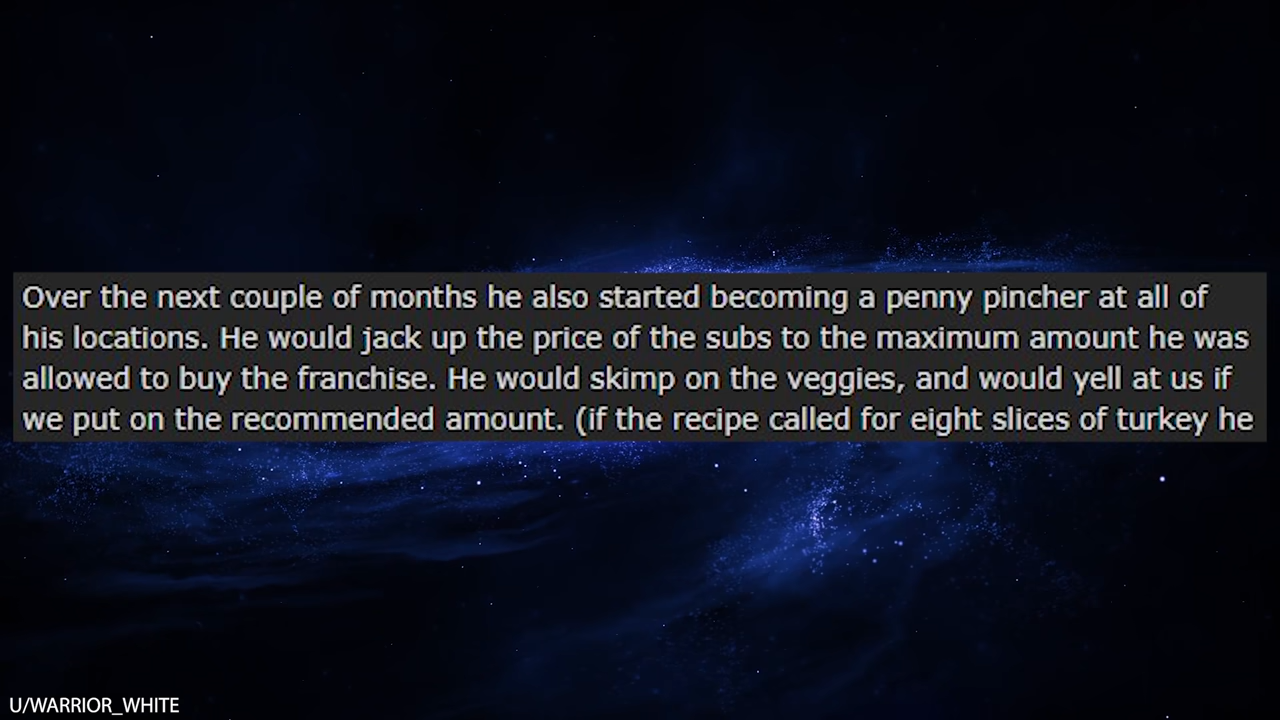 Over the next couple of months he also started becoming a penny pincher at all of
his locations. He would jack up the price of the subs to the maximum amount he was
allowed to buy the franchise. He would skimp on the veggies, and would yell at us if
we put on the recommended amount. (if the recipe called for eight slices of turkey he
U/WARRIOR_WHITE